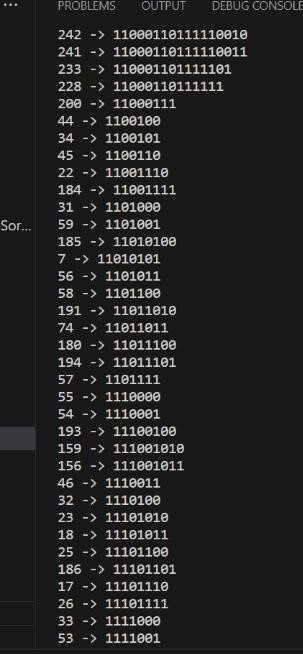 PROBLEMS OUTPUT DEBUG CONSOLE
242 -> 11000110111110010
241 -> 11000110111110011
233 -> 110001101111101
228 -> 11000110111111
200 -> 11000111
44 -> 1100100
34 -> 1100101
45 -> 1100110
22 -> 11001110
184 -> 11001111
31 -> 1101000
59 -> 1101001
Sor...
185 -> 11010100
7 -> 11010101
56 -> 1101011
58 -> 1101100
191 -> 11011010
74 -> 11011011
180 -> 11011100
194 -> 11011101
57 -> 1101111
55 -> 1110000
54 -> 1110001
193 -> 11100100
159 -> 111001010
156 -> 111001011
46 -> 1110011
32 -> 1110100
23 -> 11101010
18 -> 11101011
25 -> 11101100
186 -> 11101101
17 -> 11101110
26 -> 11101111
33 -> 1111000
53 -> 1111001